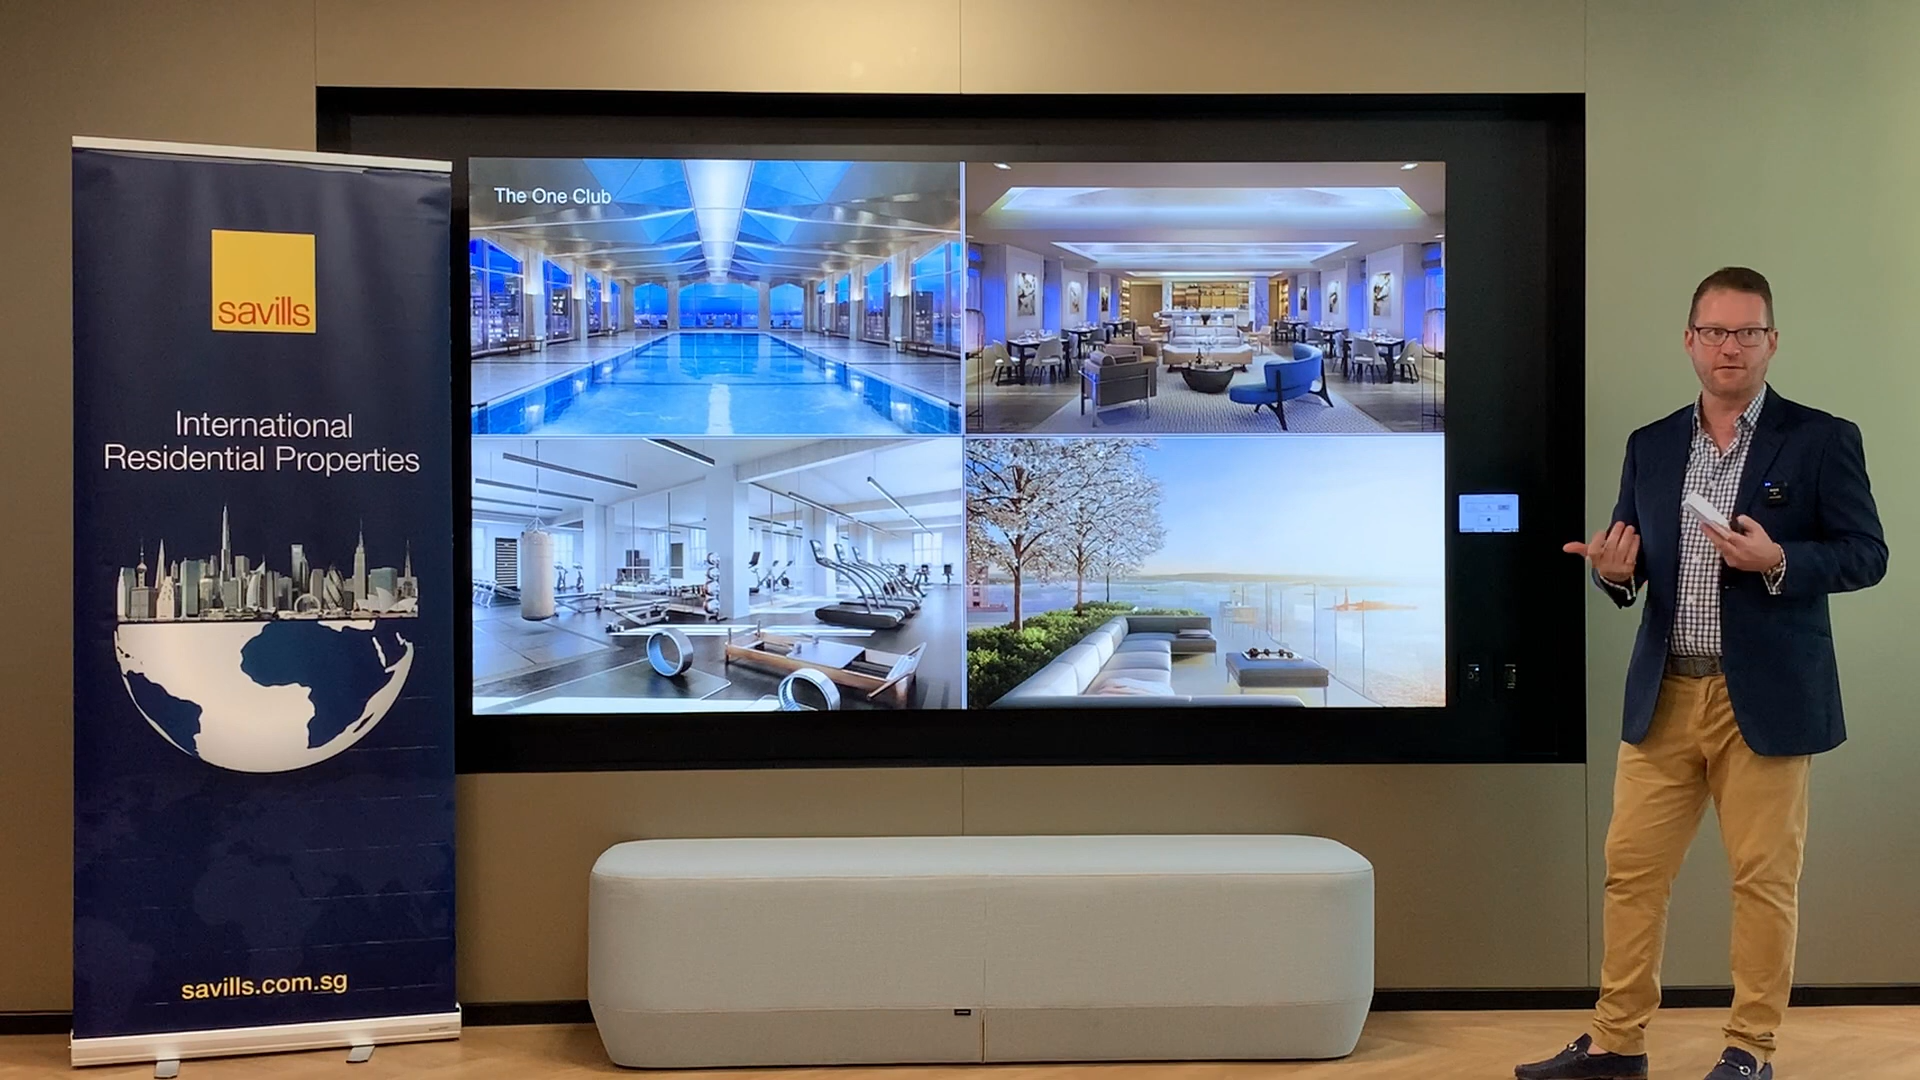 savills
International
Residential Properties
savills.com.sg
The One Club